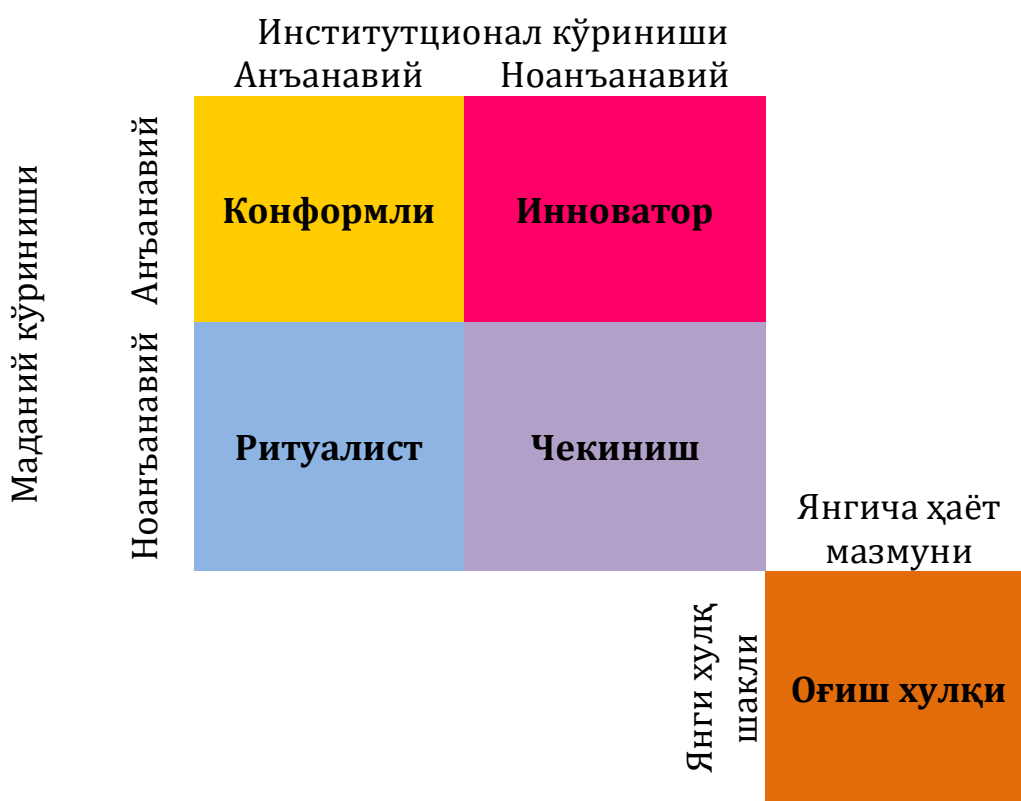 Институтционал кўриниши
Анъанавий Ноанъанавий
Маданий кўриниши
Анъанавий
Конформли
Инноватор
Ноанъанавий
Ритуалист
Чекиниш
Янгича ҳаёт
мазмуни
Янги хулқ
шакли
Оғиш хулқи